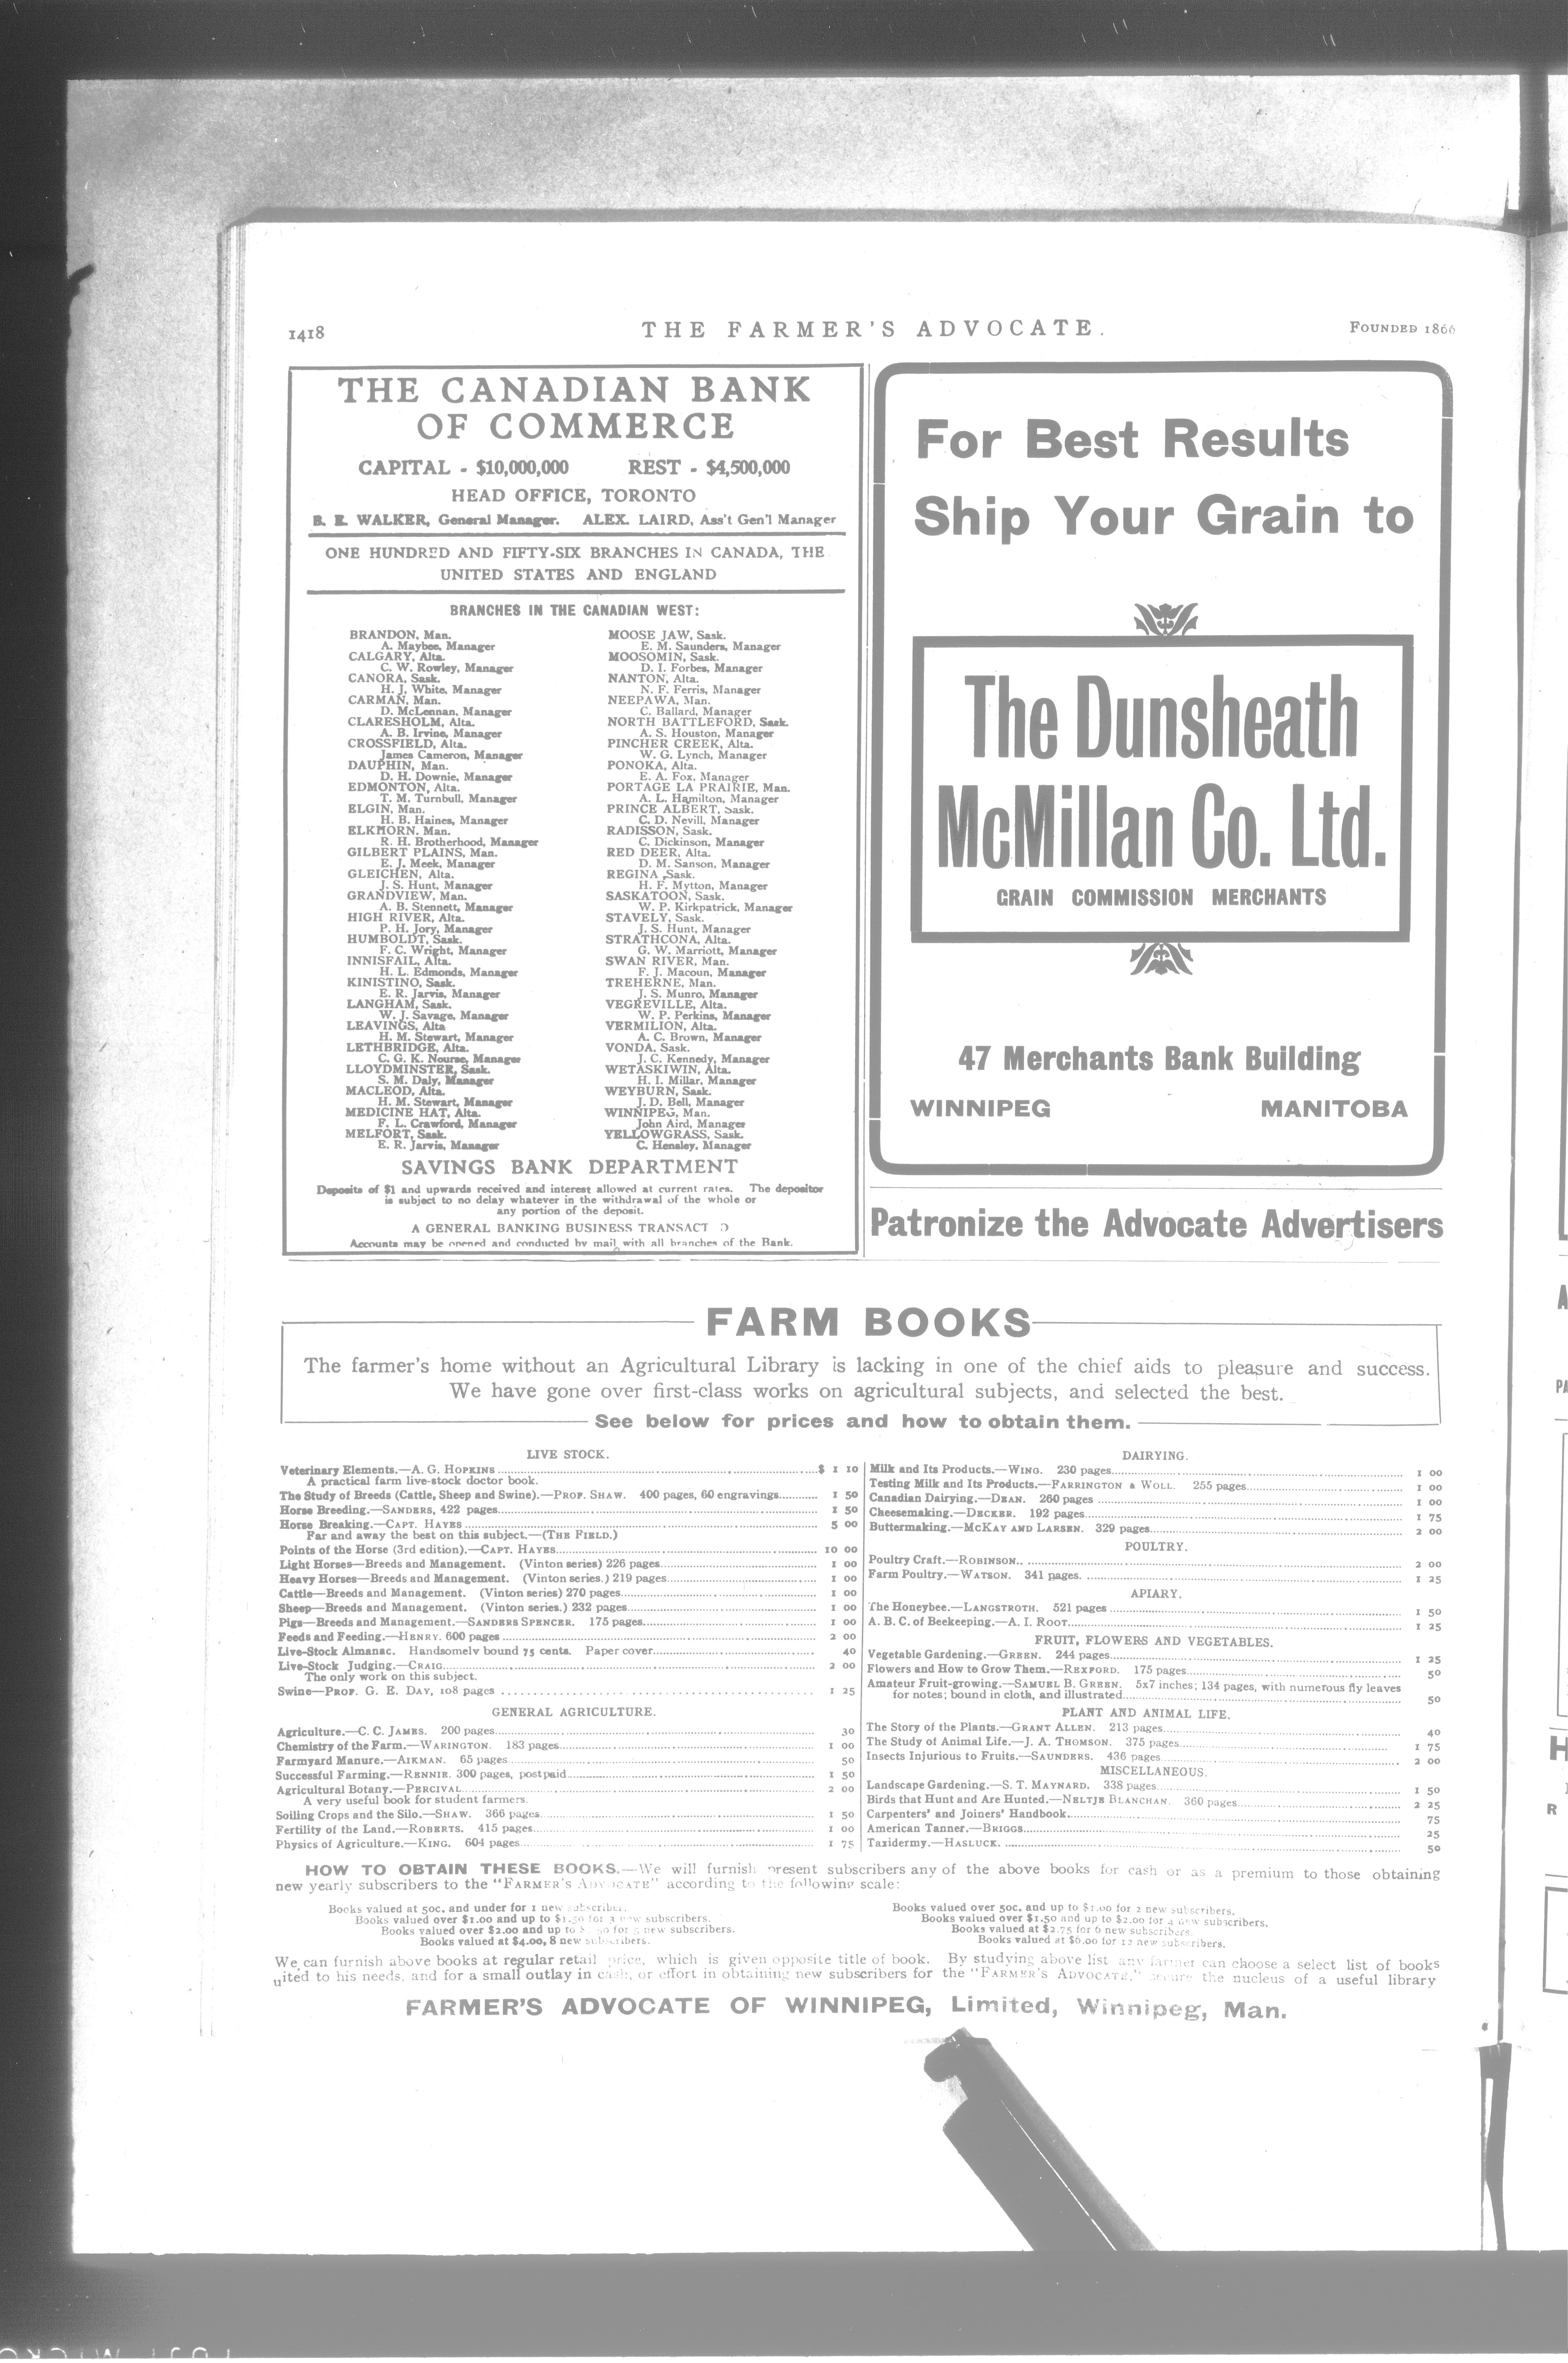 1418
THE FARMER'S ADVOCATE.
FOUNDED 1866
THE CANADIAN BANK
OF COMMERCE
CAPITAL - $10,000,000 REST - $4,500,000
HEAD OFFICE, TORONTO
B. E. WALKER, General Manager. ALEX. LAIRD, Ass't Gen'l Manager
ONE HUNDRED AND FIFTY-SIX BRANCHES IN CANADA, THE
UNITED STATES AND ENGLAND
BRANCHES IN THE CANADIAN WEST:
BRANDON, Man.
A. Maybee, Manager
CALGARY, Alta.
C. W. Rowley, Manager
CANORA, Sask.
H. J. White, Manager
CARMAN, Man.
D. McLennan, Manager
CLARESHOLM, Alta.
A. B. Irvine, Manager
CROSSFIELD, Alta.
James Cameron, Manager
DAUPHIN, Man.
D. H. Downie, Manager
EDMONTON, Alta.
T. M. Turnbull, Manager
ELGIN, Man.
H. B. Haines, Manager
ELKHORN, Man.
R. H. Brotherhood, Manager
GILBERT PLAINS, Man.
E. J. Meek, Manager
GLEICHEN, Alta.
J. S. Hunt, Manager
GRANDVIEW, Man.
A. B. Stennett, Manager
HIGH RIVER, Alta.
P. H. Jory, Manager
HUMBOLDT, Sask.
F. C. Wright, Manager
INNISFAIL, Alta.
H. L. Edmonds, Manager
KINISTINO, Sask.
E. R. Jarvis, Manager
LANGHAM, Sask.
W. J. Savage, Manager
LEAVINGS, Alta
H. M. Stewart, Manager
LETHBRIDGE, Alta.
C. G. K. Nourse, Manager
LLOYDMINSTER, Sask.
S. M. Daly, Manager
MACLEOD, Alta.
H. M. Stewart, Manager
MEDICINE HAT, Alta.
F. L. Crawford, Manager
MELFORT, Sask.
E. R. Jarvis, Manager
MOOSE JAW, Sask.
E. M. Saunders, Manager
MOOSOMIN, Sask.
D. I. Forbes, Manager
NANTON, Alta.
N. F. Ferris, Manager
NEEPAWA, Man.
C. Ballard, Manager
NORTH BATTLEFORD, Sask.
A. S. Houston, Manager
PINCHER CREEK, Alta.
W. G. Lynch, Manager
PONOKA, Alta.
E. A. Fox, Manager
PORTAGE LA PRAIRIE, Man.
A. L. Hamilton, Manager
PRINCE ALBERT, Sask.
C. D. Nevill, Manager
RADISSON, Sask.
C. Dickinson, Manager
RED DEER, Alta.
D. M. Sanson, Manager
REGINA, Sask.
H. F. Mytton, Manager
SASKATOON, Sask.
W. P. Kirkpatrick, Manager
STAVELY, Sask.
J. S. Hunt, Manager
STRATHCONA, Alta.
G. W. Marriott, Manager
SWAN RIVER, Man.
F. J. Macoun, Manager
TREHERNE, Man.
J. S. Munro, Manager
VEGREVILLE, Alta.
W. P. Perkins, Manager
VERMILION, Alta.
A. C. Brown, Manager
VONDA, Sask.
J. C. Kennedy, Manager
WETASKIWIN, Alta.
H. I. Millar, Manager
WEYBURN, Sask.
J. D. Bell, Manager
WINNIPEG, Man.
John Aird, Manager
YELLOWGRASS, Sask.
C. Hensley, Manager
SAVINGS BANK DEPARTMENT
Deposits of $1 and upwards received and interest allowed at current rates. The depositor
is subject to no delay whatever in the withdrawal of the whole or
any portion of the deposit.
A GENERAL BANKING BUSINESS
Accounts may be opened and conducted by mail with all branches of the Bank.
For Best Results
Ship Your Grain to
The Dunsheath
McMillan Co. Ltd.
GRAIN COMMISSION MERCHANTS
47 Merchants Bank Building
WINNIPEG MANITOBA
Patronize the Advocate Advertisers
FARM BOOKS
The farmer's home without an Agricultural Library is lacking in one of the chief aids to pleasure and success.
We have gone over first-class works on agricultural subjects, and selected the best.
See below for prices and how to obtain them.
LIVE STOCK.
Veterinary Elements.—A. G. HOPKINS $ 1 10
A practical farm live-stock doctor book.
The Study of Breeds (Cattle, Sheep and Swine).—PROF. SHAW. 400 pages, 60 engravings 1 50
Horse Breeding.—SANDERS, 422 pages 1 50
Horse Breaking.—CAPT. HAYES 5 00
Far and away the best on this subject.—(THE FIELD.)
Points of the Horse (3rd edition).—CAPT. HAYES 10 00
Light Horses—Breeds and Management. (Vinton series) 226 pages 1 00
Heavy Horses—Breeds and Management. (Vinton series.) 219 pages 1 00
Cattle—Breeds and Management. (Vinton series) 270 pages 1 00
Sheep—Breeds and Management. (Vinton series.) 232 pages 1 00
Pigs—Breeds and Management.—SANDERS SPENCER. 175 pages 1 00
Feeds and Feeding.—HENRY. 600 pages 2 00
Live-Stock Almanac. Handsomely bound 75 cents. Paper cover 40
Live-Stock Judging.—CRAIG 2 00
The only work on this subject.
Swine—PROF. G. E. DAY, 108 pages 1 25
GENERAL AGRICULTURE.
Agriculture.—C. C. JAMES. 200 pages 30
Chemistry of the Farm.—WARINGTON. 183 pages 1 00
Farmyard Manure.—AIKMAN. 65 pages 50
Successful Farming.—RENNIE. 300 pages, postpaid 1 50
Agricultural Botany.—PERCIVAL 2 00
A very useful book for student farmers.
Soiling Crops and the Silo.—SHAW. 366 pages 1 50
Fertility of the Land.—ROBERTS. 415 pages 1 00
Physics of Agriculture.—KING. 604 pages 1 75
DAIRYING.
Milk and Its Products.—WING. 230 pages 1 00
Testing Milk and Its Products.—FARRINGTON & WOLL. 255 pages 1 00
Canadian Dairying.—DEAN. 260 pages 1 00
Cheesemaking.—DECKER. 192 pages 1 75
Buttermaking.—MCKAY AND LARSEN. 329 pages 2 00
POULTRY.
Poultry Craft.—ROBINSON 2 00
Farm Poultry.—WATSON. 341 pages. 1 25
APIARY.
The Honeybee.—LANGSTROTH. 521 pages 1 50
A. B. C. of Beekeeping.—A. I. ROOT 1 25
FRUIT, FLOWERS AND VEGETABLES.
Vegetable Gardening.—GREEN. 244 pages 1 25
Flowers and How to Grow Them.—REXFORD. 175 pages 50
Amateur Fruit-growing.—SAMUEL B. GREEN. 5x7 inches; 134 pages, with numerous fly leaves
for notes; bound in cloth, and illustrated 50
PLANT AND ANIMAL LIFE.
The Story of the Plants.—GRANT ALLEN. 213 pages 40
The Study of Animal Life.—J. A. THOMSON. 375 pages 1 75
Insects Injurious to Fruits.—SAUNDERS. 436 pages 2 00
MISCELLANEOUS.
Landscape Gardening.—S. T. MAYNARD. 338 pages 1 50
Birds that Hunt and Are Hunted.—NELTJE BLANCHAN. 360 pages 2 25
Carpenters' and Joiners' Handbook 75
American Tanner.—BRIGGS 25
Taxidermy.—HASLUCK. 50
HOW TO OBTAIN THESE BOOKS.—We will furnish present subscribers any of the above books for cash or as a premium to those obtaining
new yearly subscribers to the "FARMER'S ADVOCATE" according to the following scale:
Books valued at 50c. and under for 1 new subscriber.
Books valued over $1.00 and up to $1.50 for 3 new subscribers.
Books valued over $2.00 and up to for 5 new subscribers.
Books valued at $4.00, 8 new subscribers.
Books valued over 50c. and up to $1.00 for 2 new subscribers.
Books valued over $1.50 and up to $2.00 for 4 new subscribers.
Books valued at $2.75 for 6 new subscribers.
Books valued at $6.00 for 12 new subscribers.
We can furnish above books at regular retail price, which is given opposite title of book. By studying above list any farmer can choose a select list of books
uited to his needs, and for a small outlay in cash, or effort in obtaining new subscribers for the "FARMER'S ADVOCATE," secure the nucleus of a useful library
FARMER'S ADVOCATE OF WINNIPEG, Limited, Winnipeg, Man.